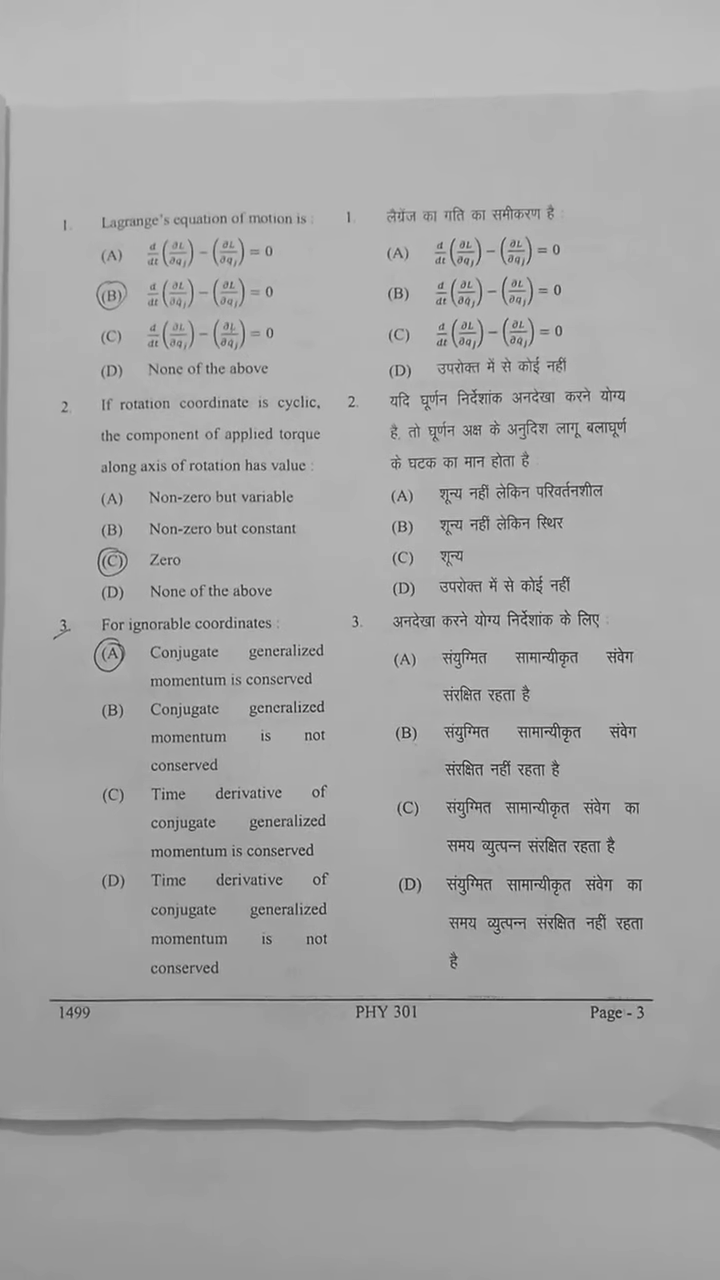 1. Lagrange's equation of motion is :
(A) d/dt (∂L/∂qj) − (∂L/∂qj) = 0
(B) d/dt (∂L/∂q̇j) − (∂L/∂qj) = 0
(C) d/dt (∂L/∂qj) − (∂L/∂q̇j) = 0
(D) None of the above
2. If rotation coordinate is cyclic,
the component of applied torque
along axis of rotation has value :
(A) Non-zero but variable
(B) Non-zero but constant
(C) Zero
(D) None of the above
3. For ignorable coordinates :
(A) Conjugate generalized
momentum is conserved
(B) Conjugate generalized
momentum is not
conserved
(C) Time derivative of
conjugate generalized
momentum is conserved
(D) Time derivative of
conjugate generalized
momentum is not
conserved
1. लैग्रेंज का गति का समीकरण है :
(A) d/dt (∂L/∂qj) − (∂L/∂qj) = 0
(B) d/dt (∂L/∂q̇j) − (∂L/∂qj) = 0
(C) d/dt (∂L/∂qj) − (∂L/∂q̇j) = 0
(D) उपरोक्त में से कोई नहीं
2. यदि घूर्णन निर्देशांक अनदेखा करने योग्य
है, तो घूर्णन अक्ष के अनुदिश लागू बलाघूर्ण
के घटक का मान होता है
(A) शून्य नहीं लेकिन परिवर्तनशील
(B) शून्य नहीं लेकिन स्थिर
(C) शून्य
(D) उपरोक्त में से कोई नहीं
3. अनदेखा करने योग्य निर्देशांक के लिए :
(A) संयुग्मित सामान्यीकृत संवेग
संरक्षित रहता है
(B) संयुग्मित सामान्यीकृत संवेग
संरक्षित नहीं रहता है
(C) संयुग्मित सामान्यीकृत संवेग का
समय व्युत्पन्न संरक्षित रहता है
(D) संयुग्मित सामान्यीकृत संवेग का
समय व्युत्पन्न संरक्षित नहीं रहता
है
1499 PHY 301 Page - 3